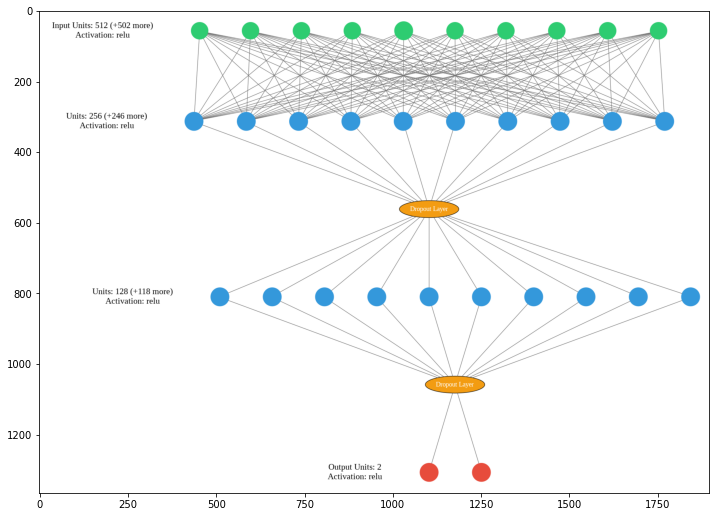 0
Input Units: 512 (+502 more)
Activation: relu
200
Units: 256 (+246 more)
Activation: relu
400
600
Dropout Layer
800
Units: 128 (+118 more)
Activation: relu
1000
Dropout Layer
1200
Output Units: 2
Activation: relu
0 250 500 750 1000 1250 1500 1750